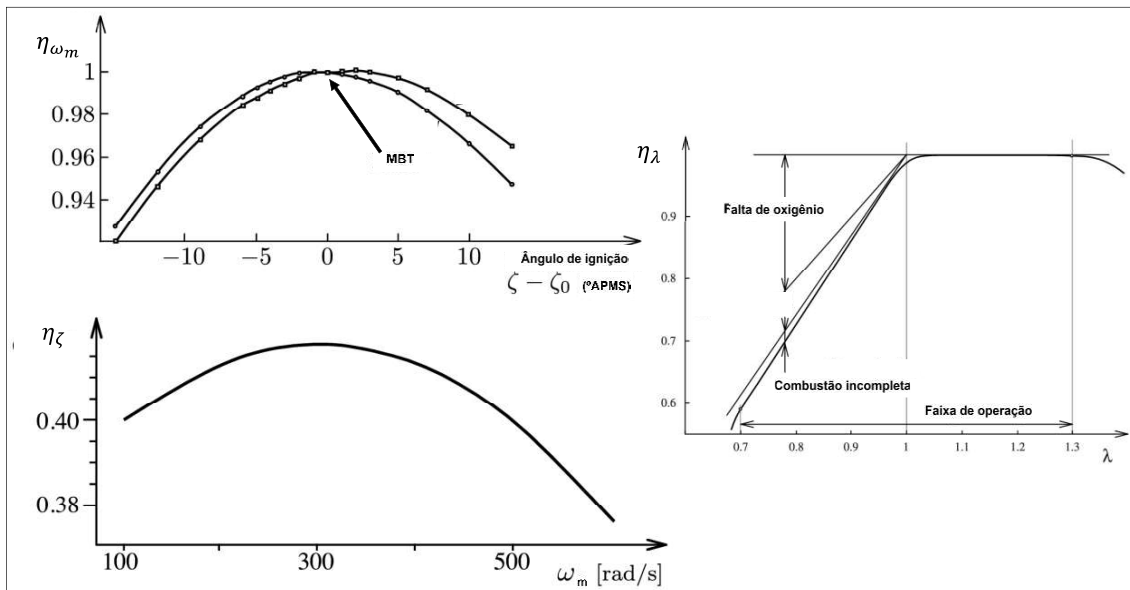 η_{ω_m}
1
0.98
0.96
0.94
MBT
−10
−5
0
5
10
Ângulo de ignição
ζ − ζ₀ (ºAPMS)
η_ζ
0.40
0.38
100
300
500
ω_m [rad/s]
η_λ
0.9
0.8
0.7
0.6
Falta de oxigênio
Combustão incompleta
Faixa de operação
0.7
0.8
0.9
1
1.1
1.2
1.3
λ